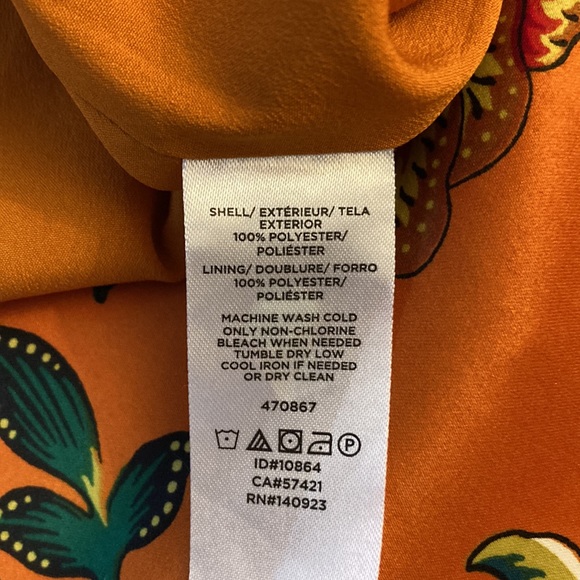 SHELL/ EXTÉRIEUR/ TELA
EXTERIOR
100% POLYESTER/
POLIÉSTER
LINING/ DOUBLURE/ FORRO
100% POLYESTER/
POLIÉSTER
MACHINE WASH COLD
ONLY NON-CHLORINE
BLEACH WHEN NEEDED
TUMBLE DRY LOW
COOL IRON IF NEEDED
OR DRY CLEAN
470867
P
ID#10864
CA#57421
RN#140923